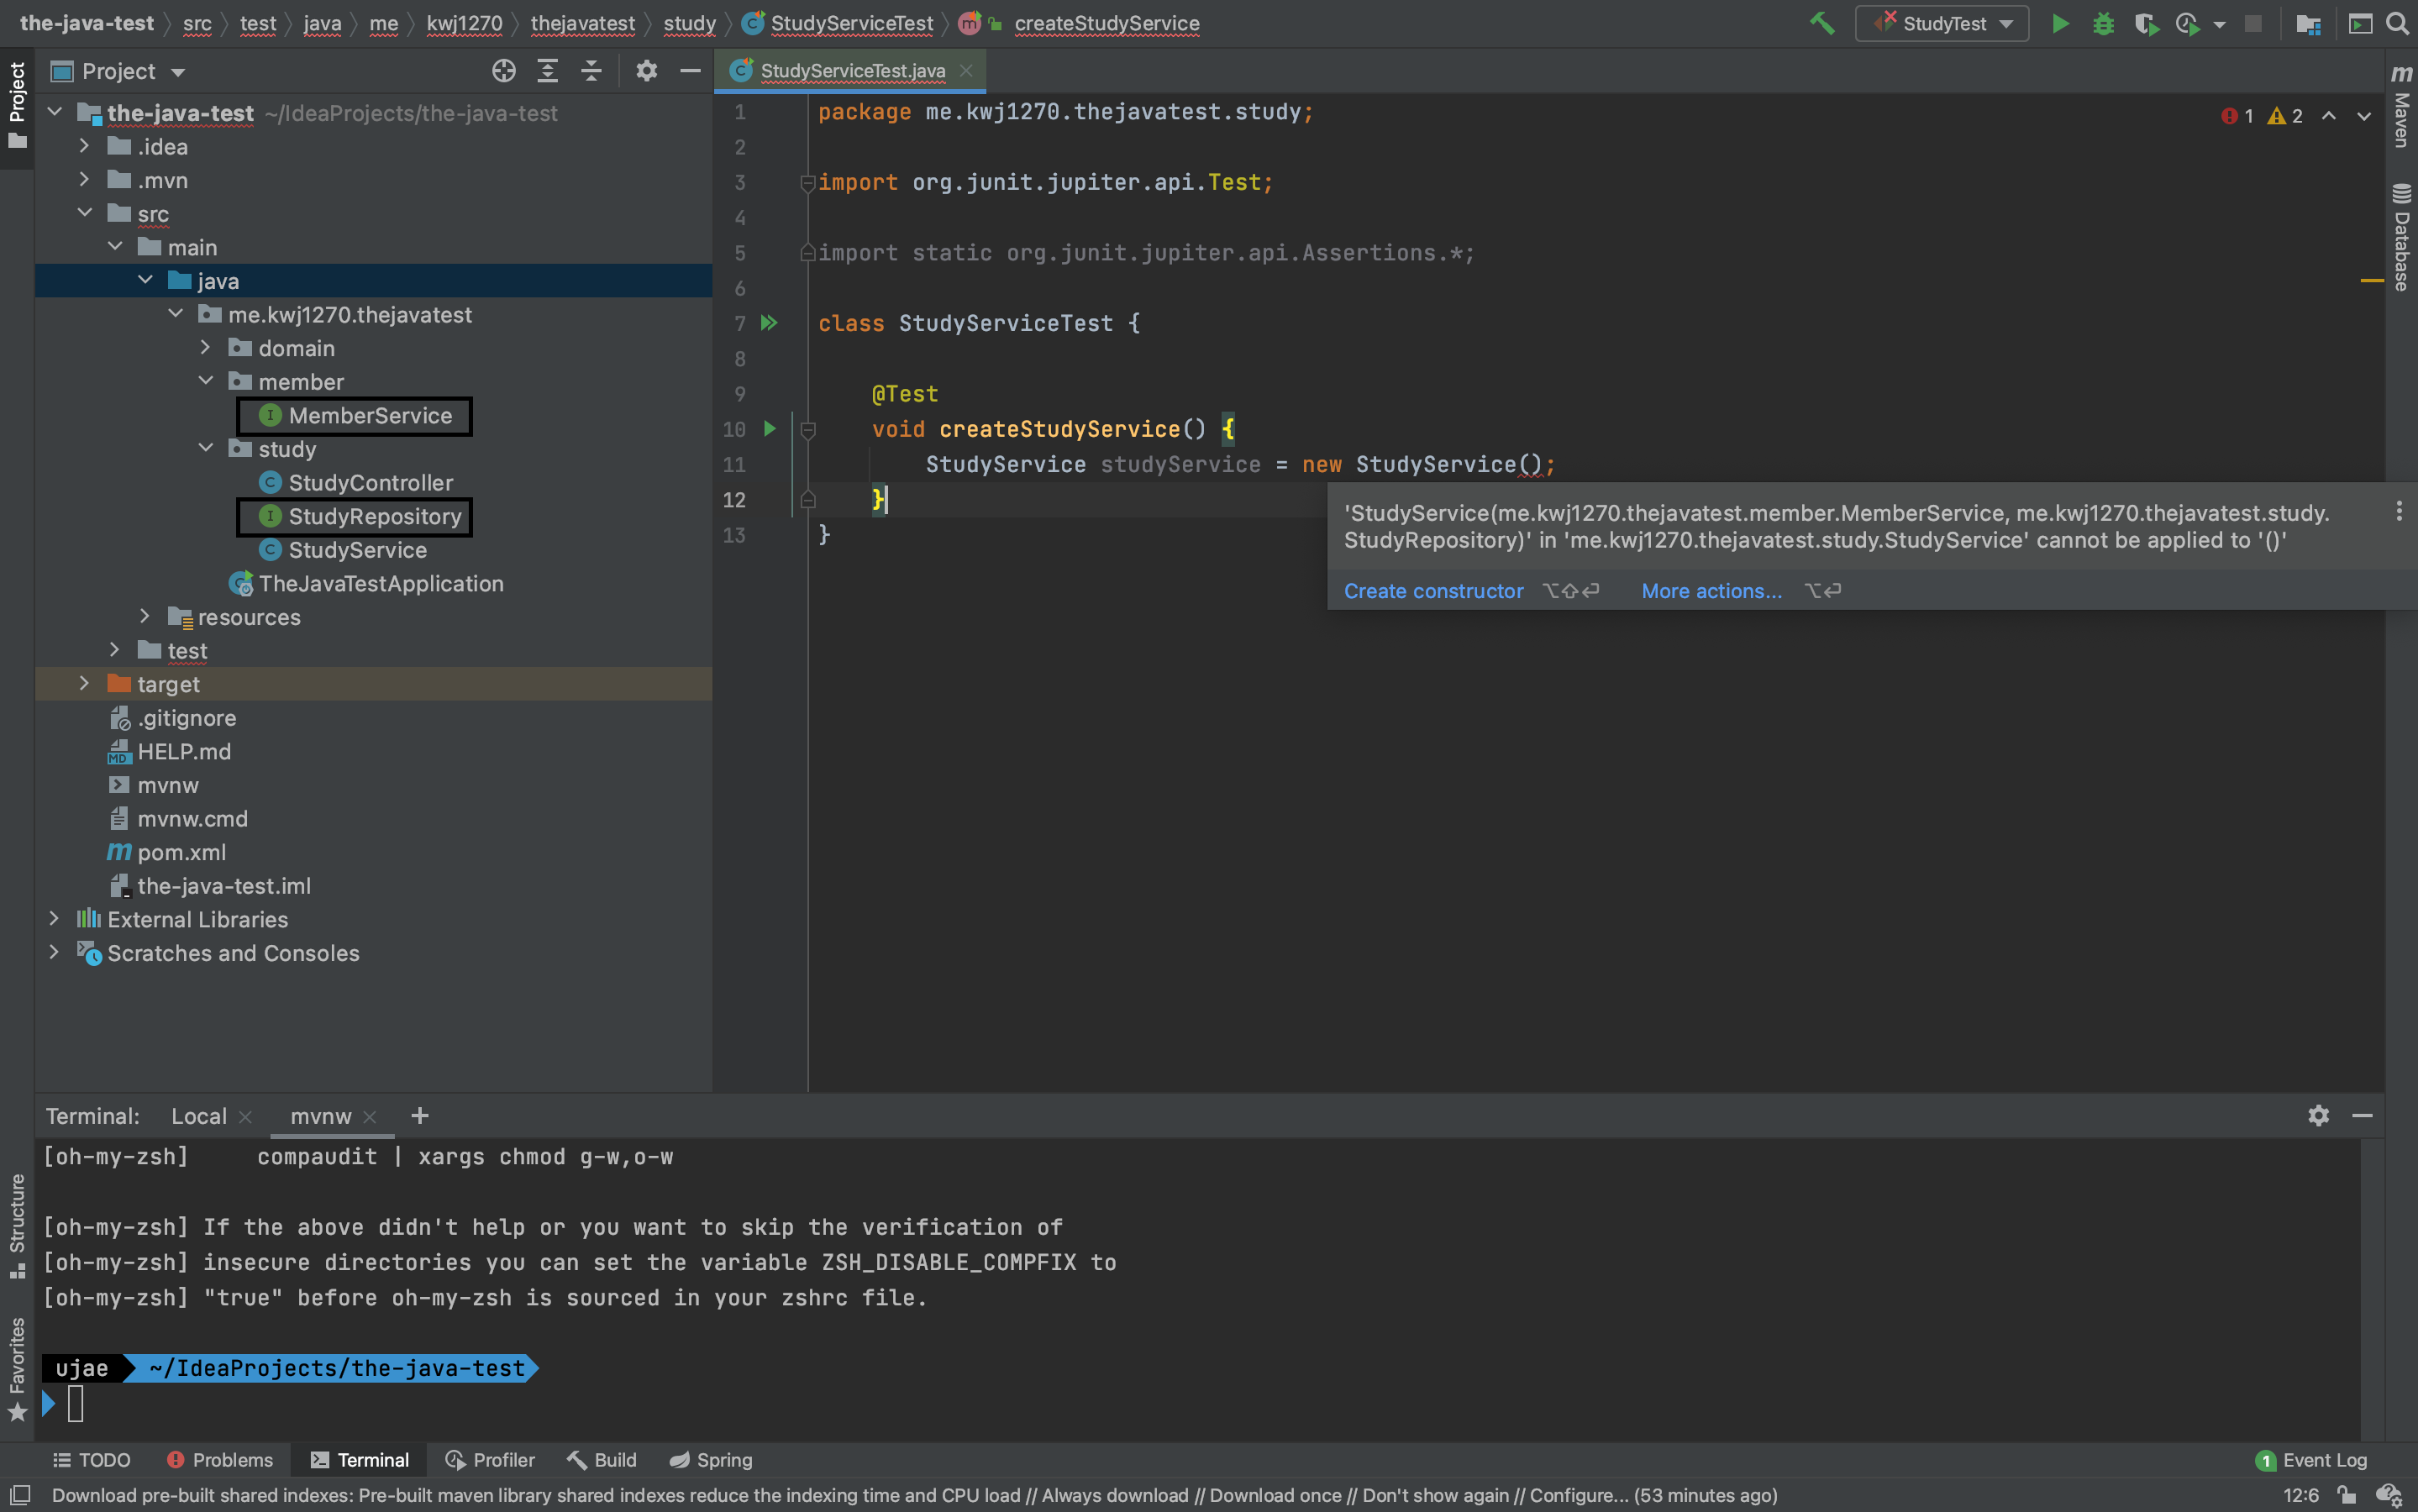 the-java-test src test java me kwj1270 thejavatest study StudyServiceTest createStudyService StudyTest
Project
Project
StudyServiceTest.java
the-java-test ~/IdeaProjects/the-java-test
.idea
.mvn
src
main
java
me.kwj1270.thejavatest
domain
member
MemberService
study
StudyController
StudyRepository
StudyService
TheJavaTestApplication
resources
test
target
.gitignore
HELP.md
mvnw
mvnw.cmd
pom.xml
the-java-test.iml
External Libraries
Scratches and Consoles
1 package me.kwj1270.thejavatest.study;
2
3 import org.junit.jupiter.api.Test;
4
5 import static org.junit.jupiter.api.Assertions.*;
6
7 class StudyServiceTest {
8
9 @Test
10 void createStudyService() {
11 StudyService studyService = new StudyService();
12 }
13 }
1 2
'StudyService(me.kwj1270.thejavatest.member.MemberService, me.kwj1270.thejavatest.study.
StudyRepository)' in 'me.kwj1270.thejavatest.study.StudyService' cannot be applied to '()'
Create constructor ⌥⇧⏎ More actions... ⌥⏎
Maven
Database
Terminal: Local mvnw +
[oh-my-zsh] compaudit | xargs chmod g-w,o-w
[oh-my-zsh] If the above didn't help or you want to skip the verification of
[oh-my-zsh] insecure directories you can set the variable ZSH_DISABLE_COMPFIX to
[oh-my-zsh] "true" before oh-my-zsh is sourced in your zshrc file.
ujae ~/IdeaProjects/the-java-test
Structure
Favorites
TODO Problems Terminal Profiler Build Spring 1 Event Log
Download pre-built shared indexes: Pre-built maven library shared indexes reduce the indexing time and CPU load // Always download // Download once // Don't show again // Configure... (53 minutes ago) 12:6